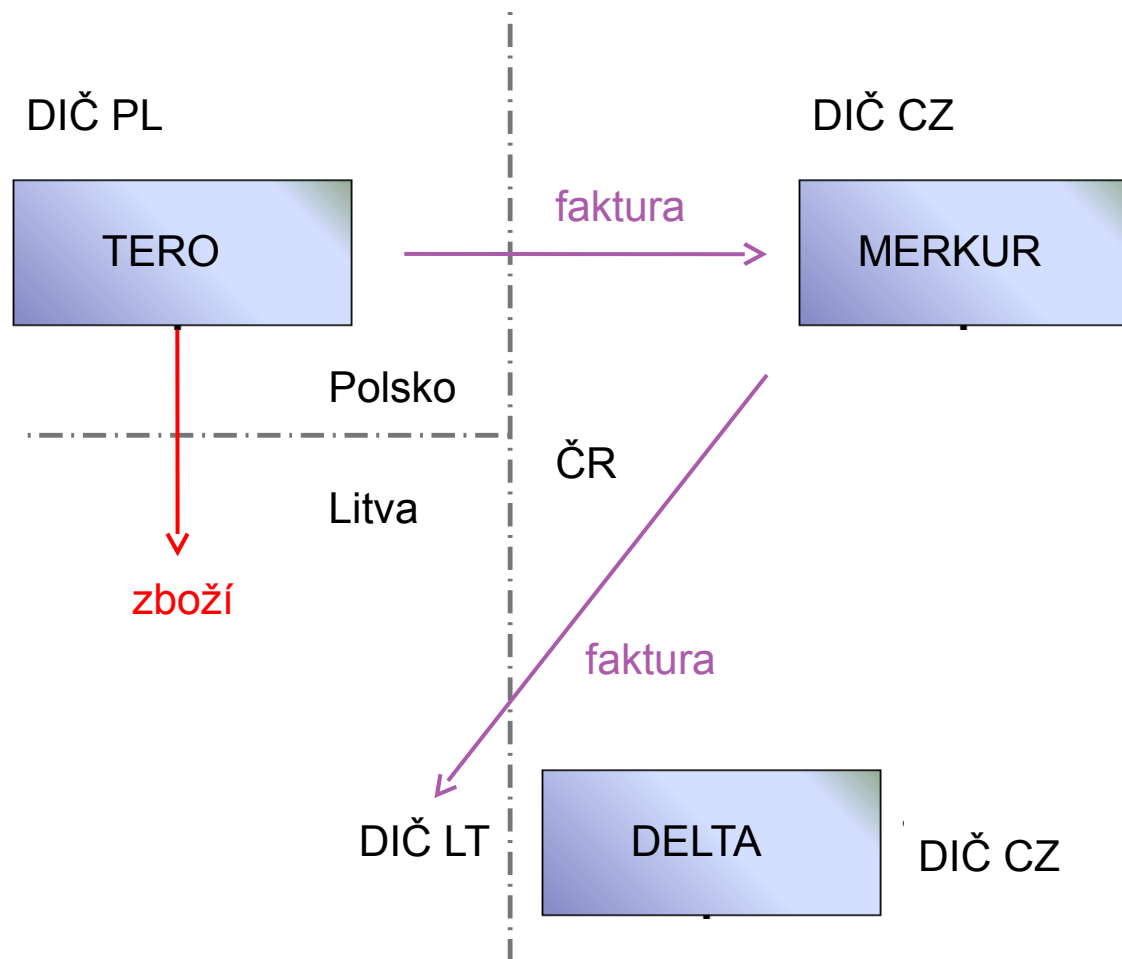 DIČ PL
DIČ CZ
TERO
faktura
MERKUR
Polsko
ČR
Litva
zboží
faktura
DIČ LT
DELTA
DIČ CZ